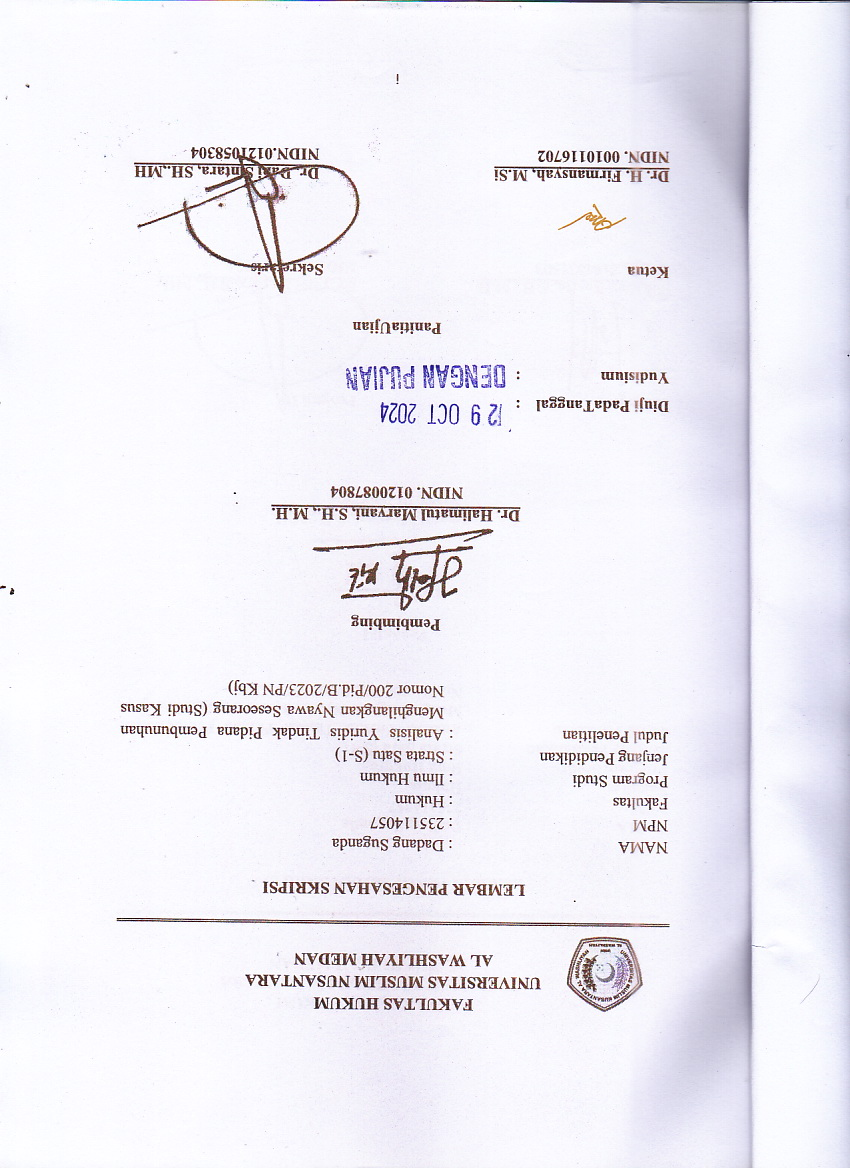 FAKULTAS HUKUM
UNIVERSITAS MUSLIM NUSANTARA
AL WASHLIYAH MEDAN
LEMBAR PENGESAHAN SKRIPSI
NAMA : Dadang Suganda
NPM : 235114057
Fakultas : Hukum
Program Studi : Ilmu Hukum
Jenjang Pendidikan : Strata Satu (S-1)
Judul Penelitian : Analisis Yuridis Tindak Pidana Pembunuhan
Menghilangkan Nyawa Seseorang (Studi Kasus
Nomor 200/Pid.B/2023/PN Kbj)
Pembimbing
Dr. Halimatul Maryani, S.H., M.H.
NIDN. 0120087804
Diuji PadaTanggal : 29 OCT 2024
Yudisium : DENGAN PUJIAN
PanitiaUjian
Ketua Sekretaris
Dr. H. Firmansyah, M.Si Dr. Dani Sintara, SH.,MH
NIDN. 0010116702 NIDN.0121058304
i